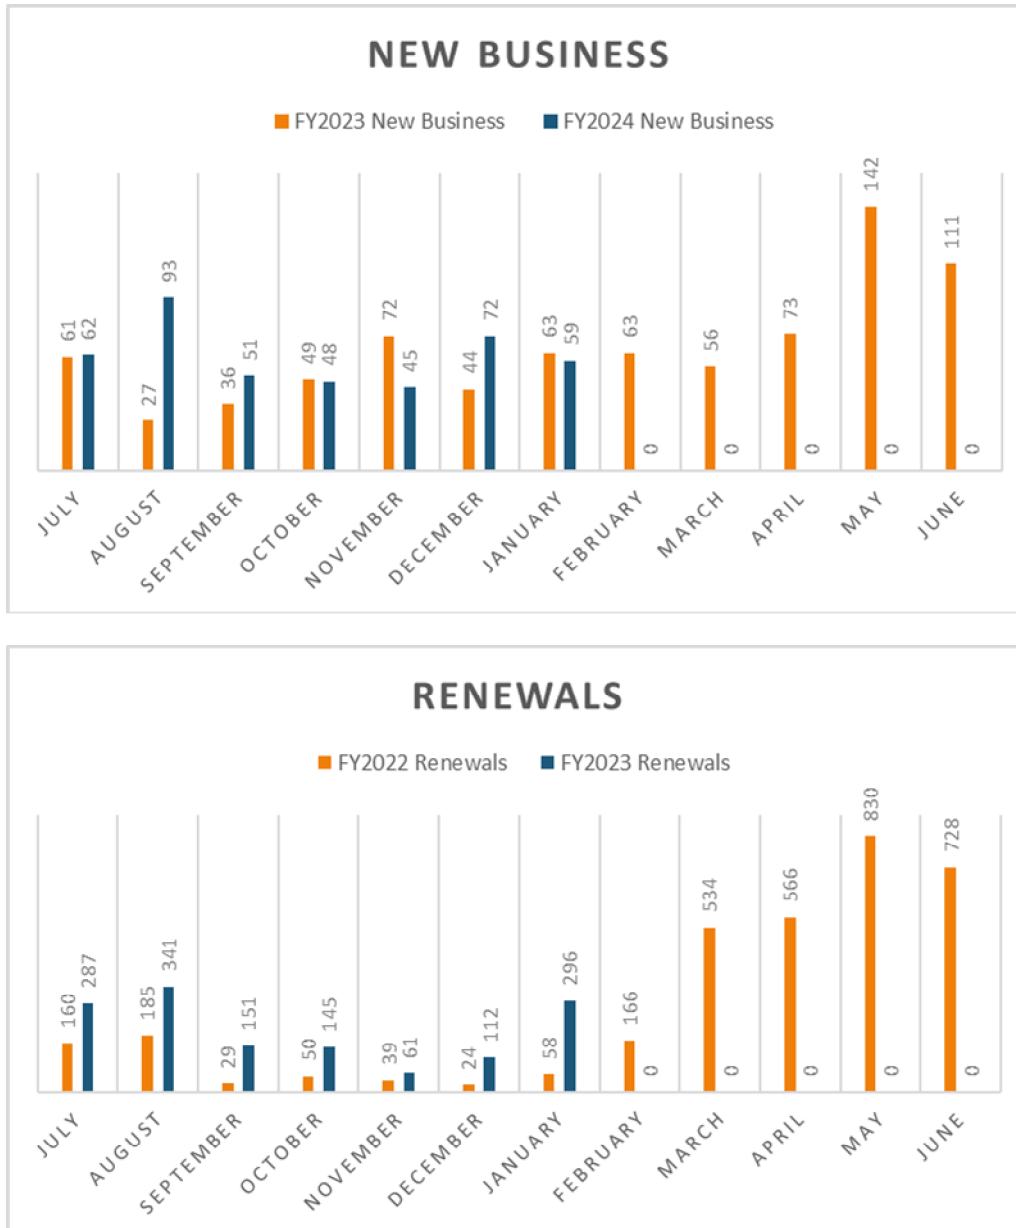 NEW BUSINESS
FY2023 New Business FY2024 New Business
61 62 27 93 36 51 49 48 72 45 44 72 63 59 63 0 56 0 73 0 142 0 111 0
JULY AUGUST SEPTEMBER OCTOBER NOVEMBER DECEMBER JANUARY FEBRUARY MARCH APRIL MAY JUNE
RENEWALS
FY2022 Renewals FY2023 Renewals
160 287 185 341 29 151 50 145 39 61 24 112 58 296 166 0 534 0 566 0 830 0 728 0
JULY AUGUST SEPTEMBER OCTOBER NOVEMBER DECEMBER JANUARY FEBRUARY MARCH APRIL MAY JUNE